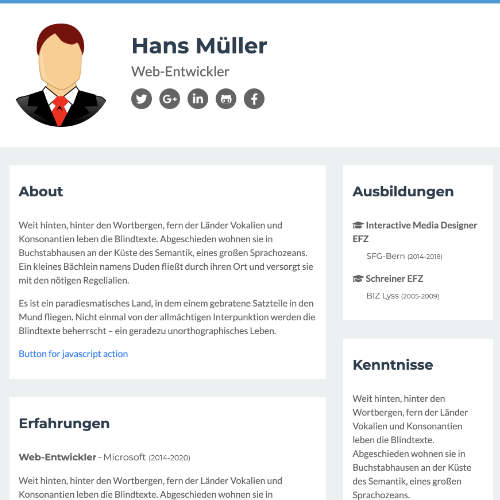 Hans Müller
Web-Entwickler
About
Weit hinten, hinter den Wortbergen, fern der Länder Vokalien und
Konsonantien leben die Blindtexte. Abgeschieden wohnen sie in
Buchstabhausen an der Küste des Semantik, eines großen Sprachozeans.
Ein kleines Bächlein namens Duden fließt durch ihren Ort und versorgt sie
mit den nötigen Regelialien.
Es ist ein paradiesmatisches Land, in dem einem gebratene Satzteile in den
Mund fliegen. Nicht einmal von der allmächtigen Interpunktion werden die
Blindtexte beherrscht – ein geradezu unorthographisches Leben.
Button for javascript action
Erfahrungen
Web-Entwickler - Microsoft (2014-2020)
Weit hinten, hinter den Wortbergen, fern der Länder Vokalien und
Konsonantien leben die Blindtexte. Abgeschieden wohnen sie in
Ausbildungen
Interactive Media Designer
EFZ
SFG-Bern (2014-2018)
Schreiner EFZ
BIZ Lyss (2005-2009)
Kenntnisse
Weit hinten, hinter den
Wortbergen, fern der Länder
Vokalien und Konsonantien
leben die Blindtexte.
Abgeschieden wohnen sie in
Buchstabhausen an der Küste
des Semantik, eines großen
Sprachozeans.